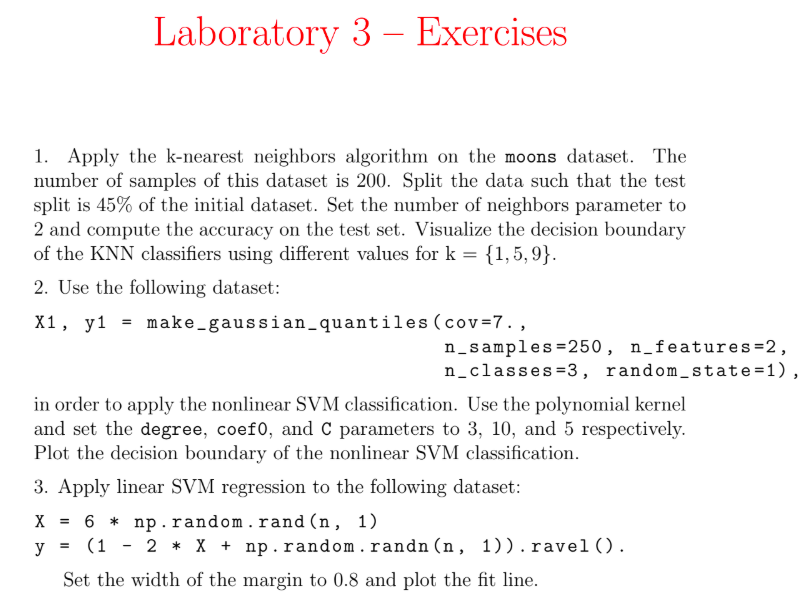 Laboratory 3 – Exercises
1. Apply the k-nearest neighbors algorithm on the moons dataset. The
number of samples of this dataset is 200. Split the data such that the test
split is 45% of the initial dataset. Set the number of neighbors parameter to
2 and compute the accuracy on the test set. Visualize the decision boundary
of the KNN classifiers using different values for k = {1, 5, 9}.
2. Use the following dataset:
X1, y1 = make_gaussian_quantiles(cov=7.,
n_samples=250, n_features=2,
n_classes=3, random_state=1),
in order to apply the nonlinear SVM classification. Use the polynomial kernel
and set the degree, coef0, and C parameters to 3, 10, and 5 respectively.
Plot the decision boundary of the nonlinear SVM classification.
3. Apply linear SVM regression to the following dataset:
X = 6 * np.random.rand(n, 1)
y = (1 - 2 * X + np.random.randn(n, 1)).ravel().
Set the width of the margin to 0.8 and plot the fit line.